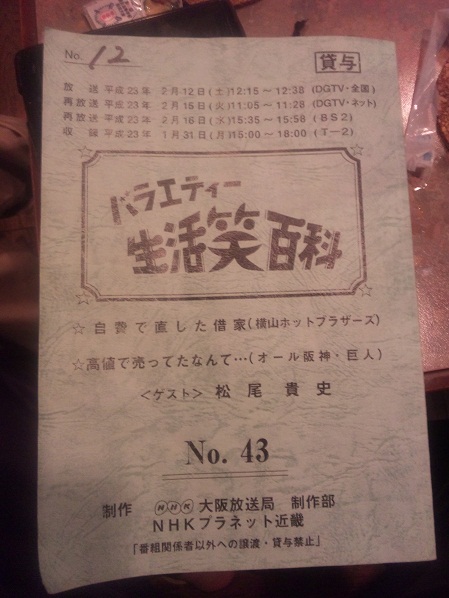 No. 12
貸与
放 送 平成23年 2月12日(土)12:15～12:38 (DGTV・全国)
再放送 平成23年 2月15日(火)11:05～11:28 (DGTV・ネット)
再放送 平成23年 2月16日(水)15:35～15:58 (BS2)
収 録 平成23年 1月31日(月)15:00～18:00 (T-2)
バラエティー
生活笑百科
☆ 自費で直した借家(横山ホットブラザーズ)
☆高値で売ってたなんて…(オール阪神・巨人)
＜ゲスト＞ 松尾貴史
No. 43
制作 NHK 大阪放送局 制作部
NHKプラネット近畿
「番組関係者以外への譲渡・貸与禁止」